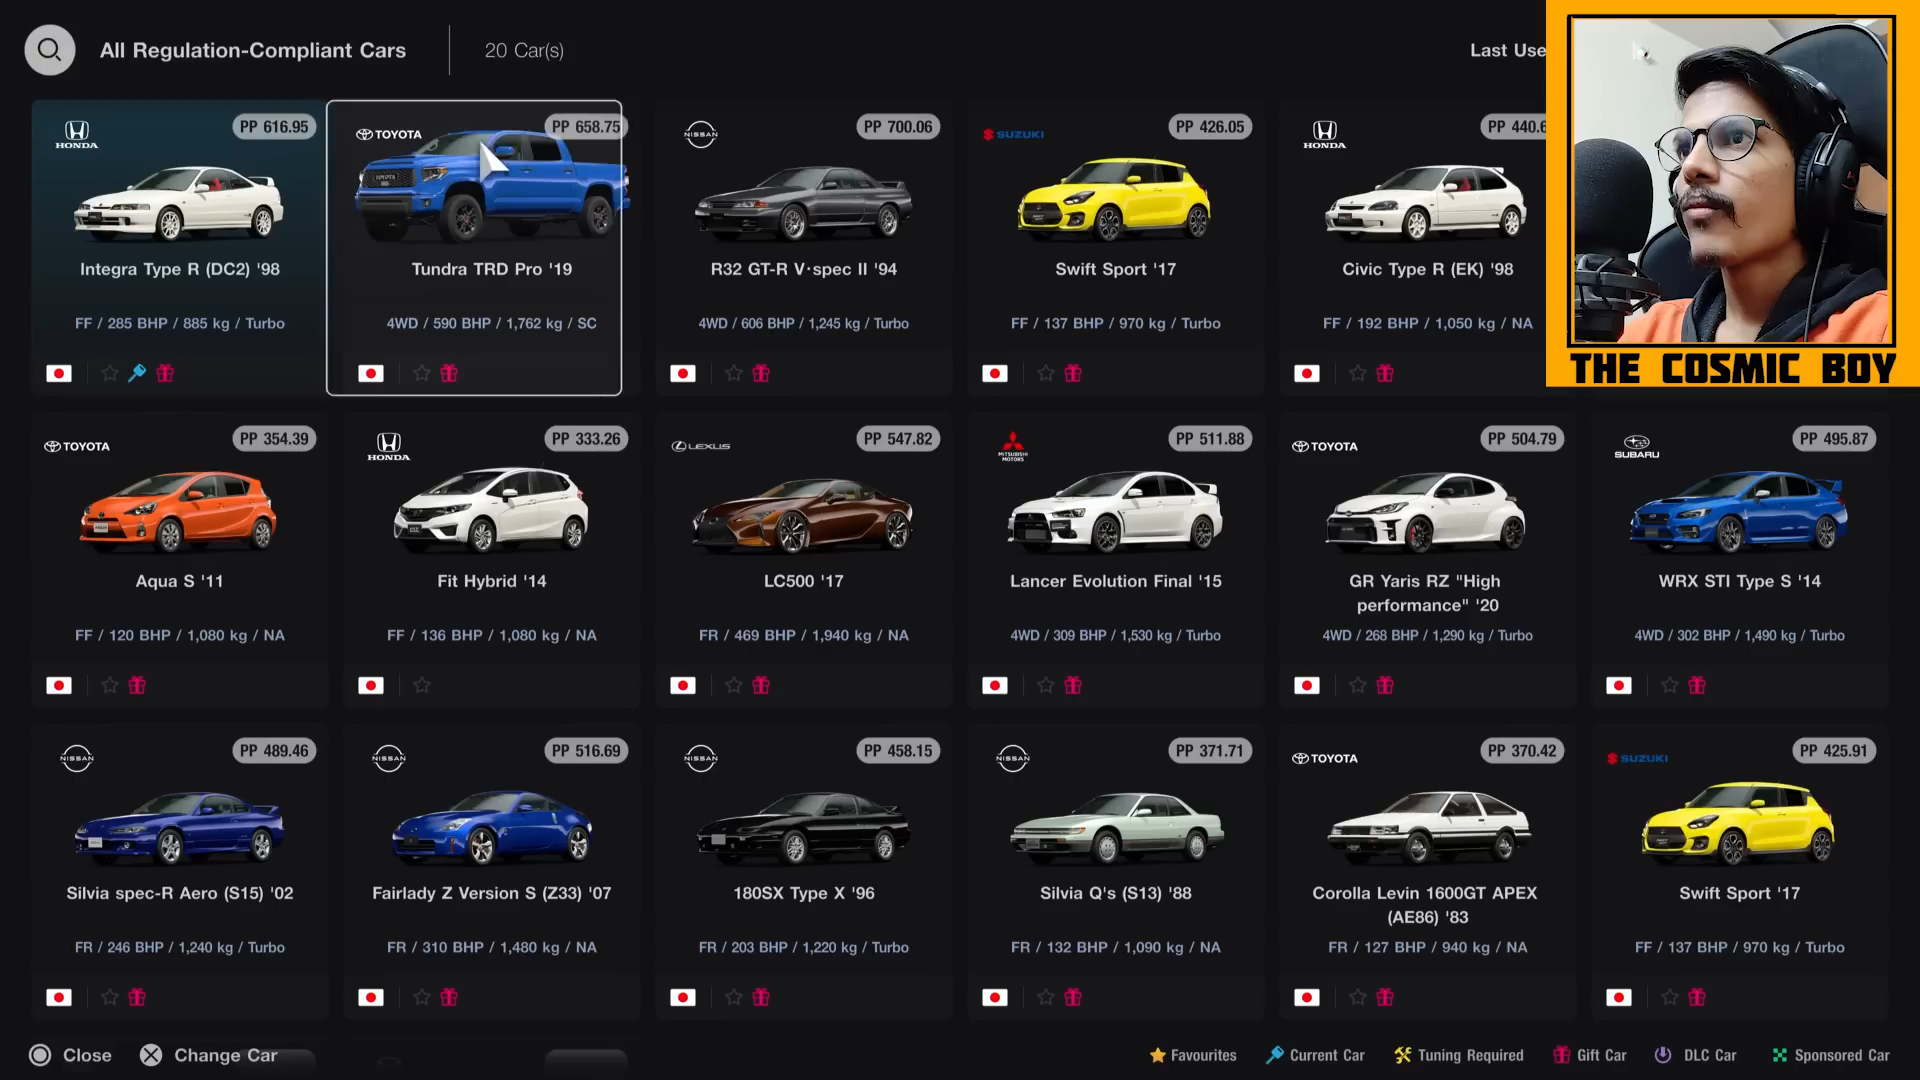 All Regulation-Compliant Cars
20 Car(s)
Last Use
HONDA
PP 616.95
Integra Type R (DC2) '98
FF / 285 BHP / 885 kg / Turbo
TOYOTA
PP 658.75
Tundra TRD Pro '19
4WD / 590 BHP / 1,762 kg / SC
NISSAN
PP 700.06
R32 GT-R V·spec II '94
4WD / 606 BHP / 1,245 kg / Turbo
SUZUKI
PP 426.05
Swift Sport '17
FF / 137 BHP / 970 kg / Turbo
HONDA
PP 440.6
Civic Type R (EK) '98
FF / 192 BHP / 1,050 kg / NA
THE COSMIC BOY
TOYOTA
PP 354.39
Aqua S '11
FF / 120 BHP / 1,080 kg / NA
HONDA
PP 333.26
Fit Hybrid '14
FF / 136 BHP / 1,080 kg / NA
LEXUS
PP 547.82
LC500 '17
FR / 469 BHP / 1,940 kg / NA
MITSUBISHI
MOTORS
PP 511.88
Lancer Evolution Final '15
4WD / 309 BHP / 1,530 kg / Turbo
TOYOTA
PP 504.79
GR Yaris RZ "High
performance" '20
4WD / 268 BHP / 1,290 kg / Turbo
SUBARU
PP 495.87
WRX STI Type S '14
4WD / 302 BHP / 1,490 kg / Turbo
NISSAN
PP 489.46
Silvia spec-R Aero (S15) '02
FR / 246 BHP / 1,240 kg / Turbo
NISSAN
PP 516.69
Fairlady Z Version S (Z33) '07
FR / 310 BHP / 1,480 kg / NA
NISSAN
PP 458.15
180SX Type X '96
FR / 203 BHP / 1,220 kg / Turbo
NISSAN
PP 371.71
Silvia Q's (S13) '88
FR / 132 BHP / 1,090 kg / NA
TOYOTA
PP 370.42
Corolla Levin 1600GT APEX
(AE86) '83
FR / 127 BHP / 940 kg / NA
SUZUKI
PP 425.91
Swift Sport '17
FF / 137 BHP / 970 kg / Turbo
Close
Change Car
Favourites
Current Car
Tuning Required
Gift Car
DLC Car
Sponsored Car